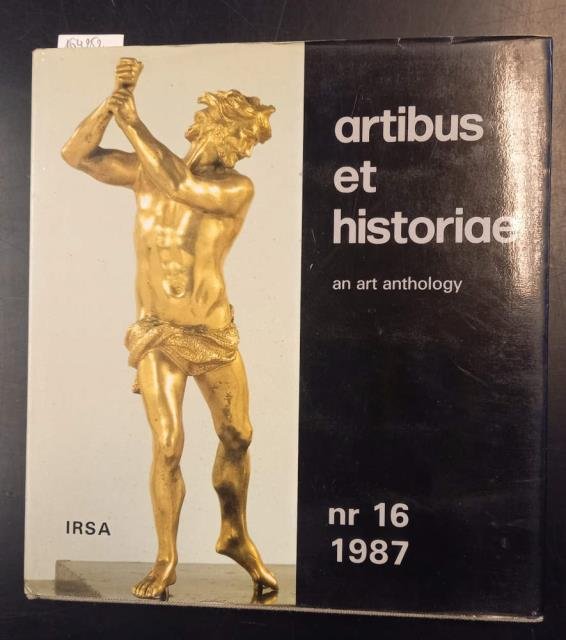 artibus
et
historiae
an art anthology
IRSA
nr 16
1987